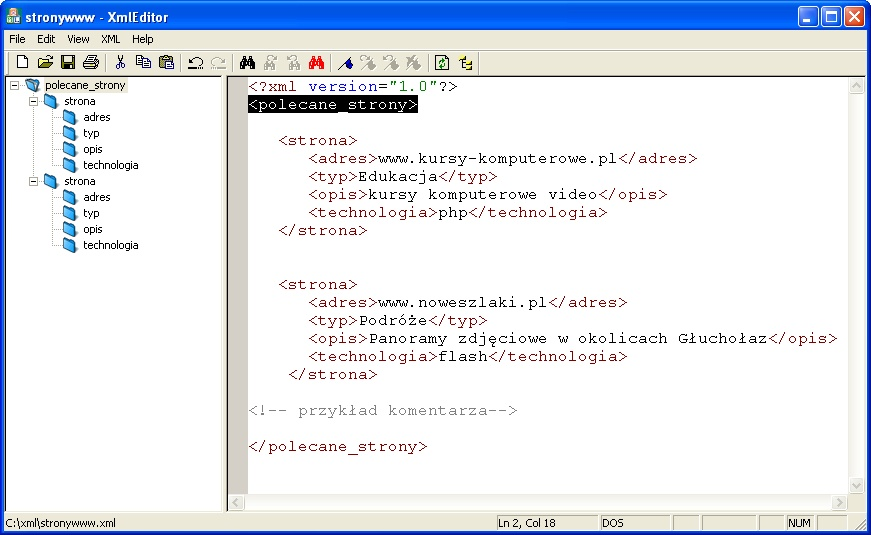 stronywww - XmlEditor
File Edit View XML Help
polecane_strony
strona
adres
typ
opis
technologia
strona
adres
typ
opis
technologia
<?xml version="1.0"?>
<polecane_strony>
<strona>
<adres>www.kursy-komputerowe.pl</adres>
<typ>Edukacja</typ>
<opis>kursy komputerowe video</opis>
<technologia>php</technologia>
</strona>
<strona>
<adres>www.noweszlaki.pl</adres>
<typ>Podróże</typ>
<opis>Panoramy zdjęciowe w okolicach Głuchołaz</opis>
<technologia>flash</technologia>
</strona>
<!-- przykład komentarza-->
</polecane_strony>
C:\xml\stronywww.xml Ln 2, Col 18 DOS NUM